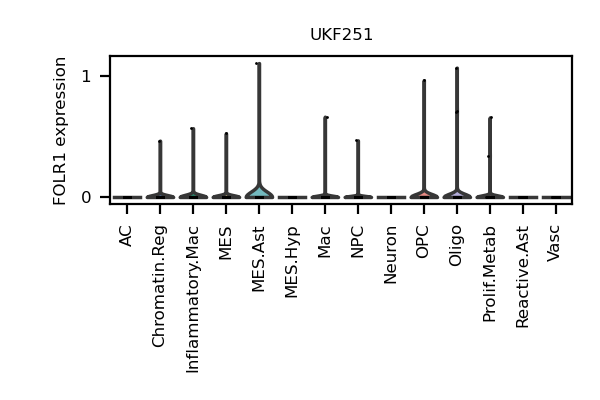 UKF251
FOLR1 expression
1
0
AC
Chromatin.Reg
Inflammatory.Mac
MES
MES.Ast
MES.Hyp
Mac
NPC
Neuron
OPC
Oligo
Prolif.Metab
Reactive.Ast
Vasc